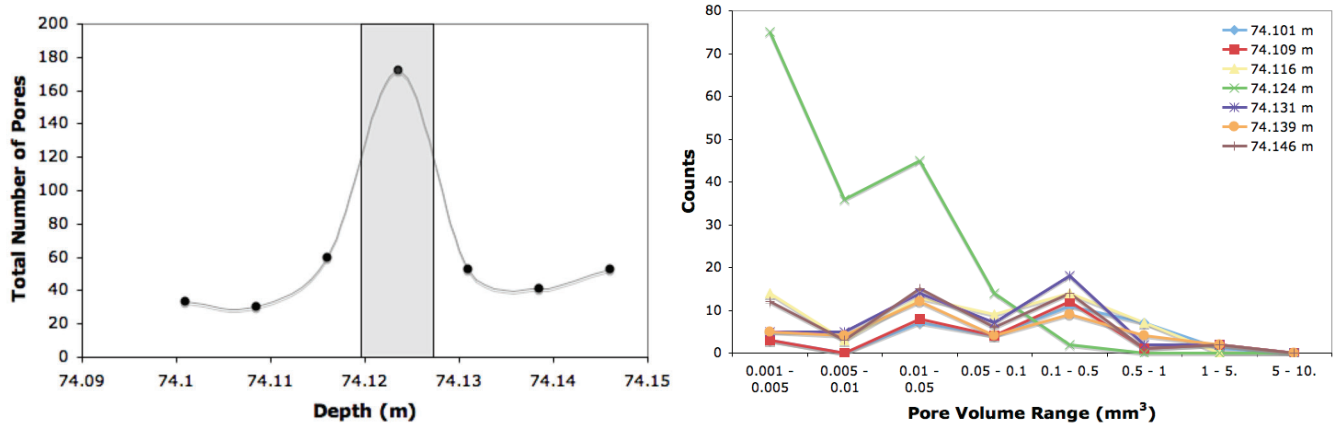 200
180
160
140
120
100
80
60
40
20
0
Total Number of Pores
74.09
74.1
74.11
74.12
74.13
74.14
74.15
Depth (m)
80
70
60
50
40
30
20
10
0
Counts
74.101 m
74.109 m
74.116 m
74.124 m
74.131 m
74.139 m
74.146 m
0.001 -
0.005
0.005 -
0.01
0.01 -
0.05
0.05 - 0.1
0.1 - 0.5
0.5 - 1
1 - 5.
5 - 10.
Pore Volume Range (mm³)